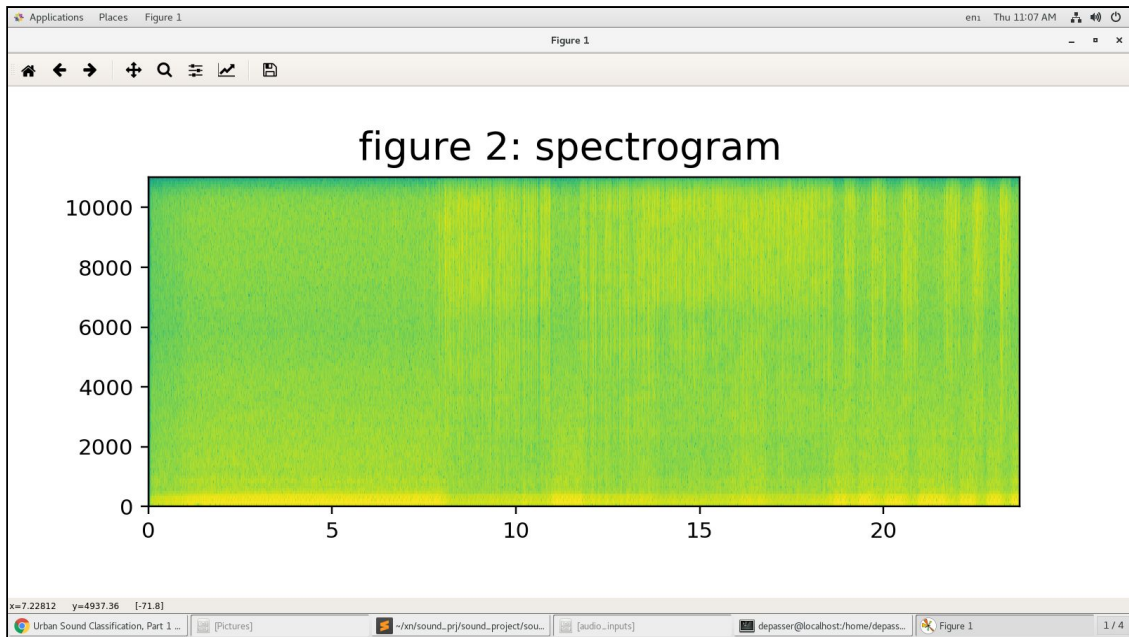 Applications Places Figure 1 en₁ Thu 11:07 AM
Figure 1
figure 2: spectrogram
10000
8000
6000
4000
2000
0
0 5 10 15 20
x=7.22812 y=4937.36 [-71.8]
Urban Sound Classification, Part 1 ... [Pictures] ~/xn/sound_prj/sound_project/sou... [audio_inputs] depasser@localhost:/home/depass... Figure 1 1 / 4